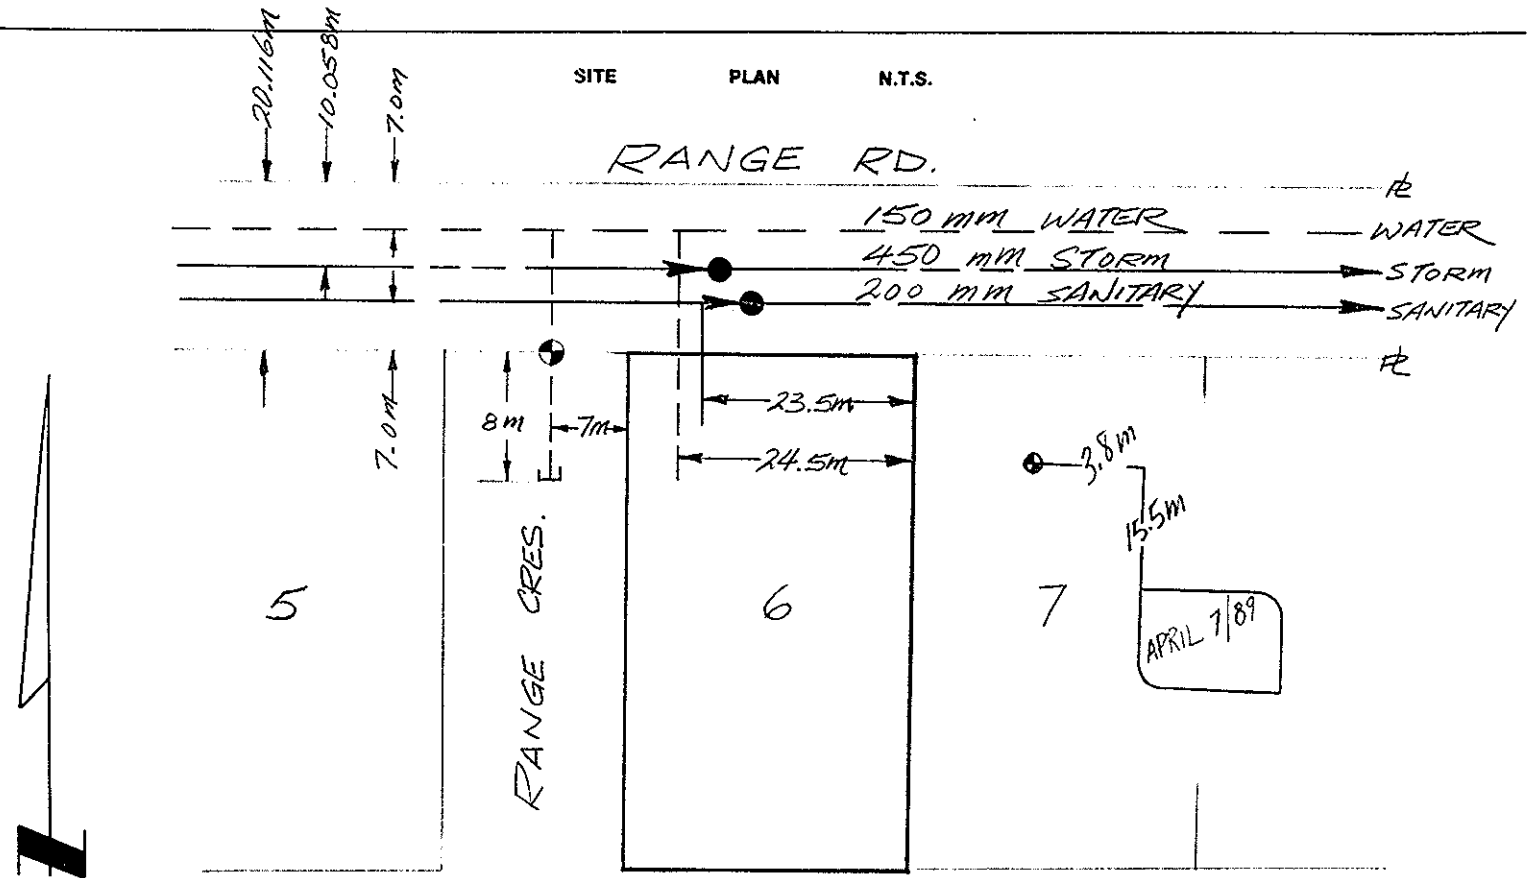 20.116m
10.058m
7.0m
SITE PLAN N.T.S.
RANGE RD.
PL
150 mm WATER
WATER
450 mm STORM
STORM
200 mm SANITARY
SANITARY
PL
7.0m
8m
7m
23.5m
24.5m
3.8m
15.5m
RANGE CRES.
5
6
7
APRIL 7/89